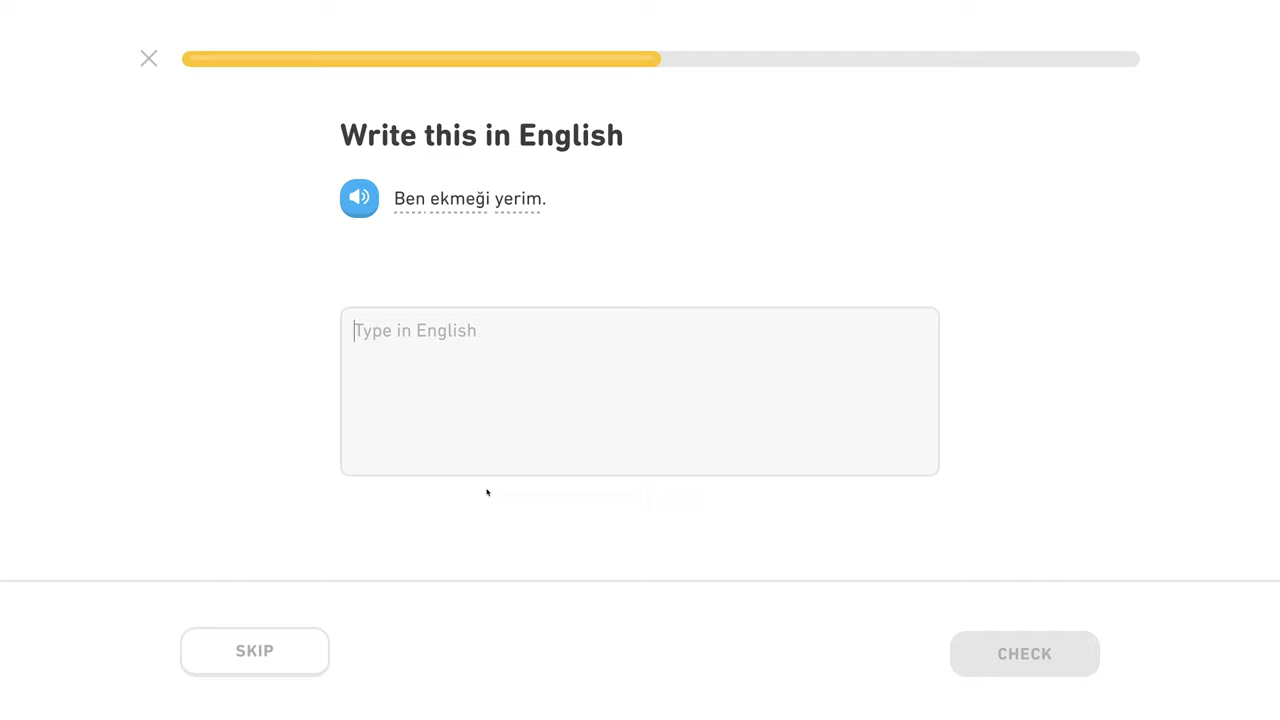 Write this in English
Ben ekmeği yerim.
Type in English
SKIP
CHECK